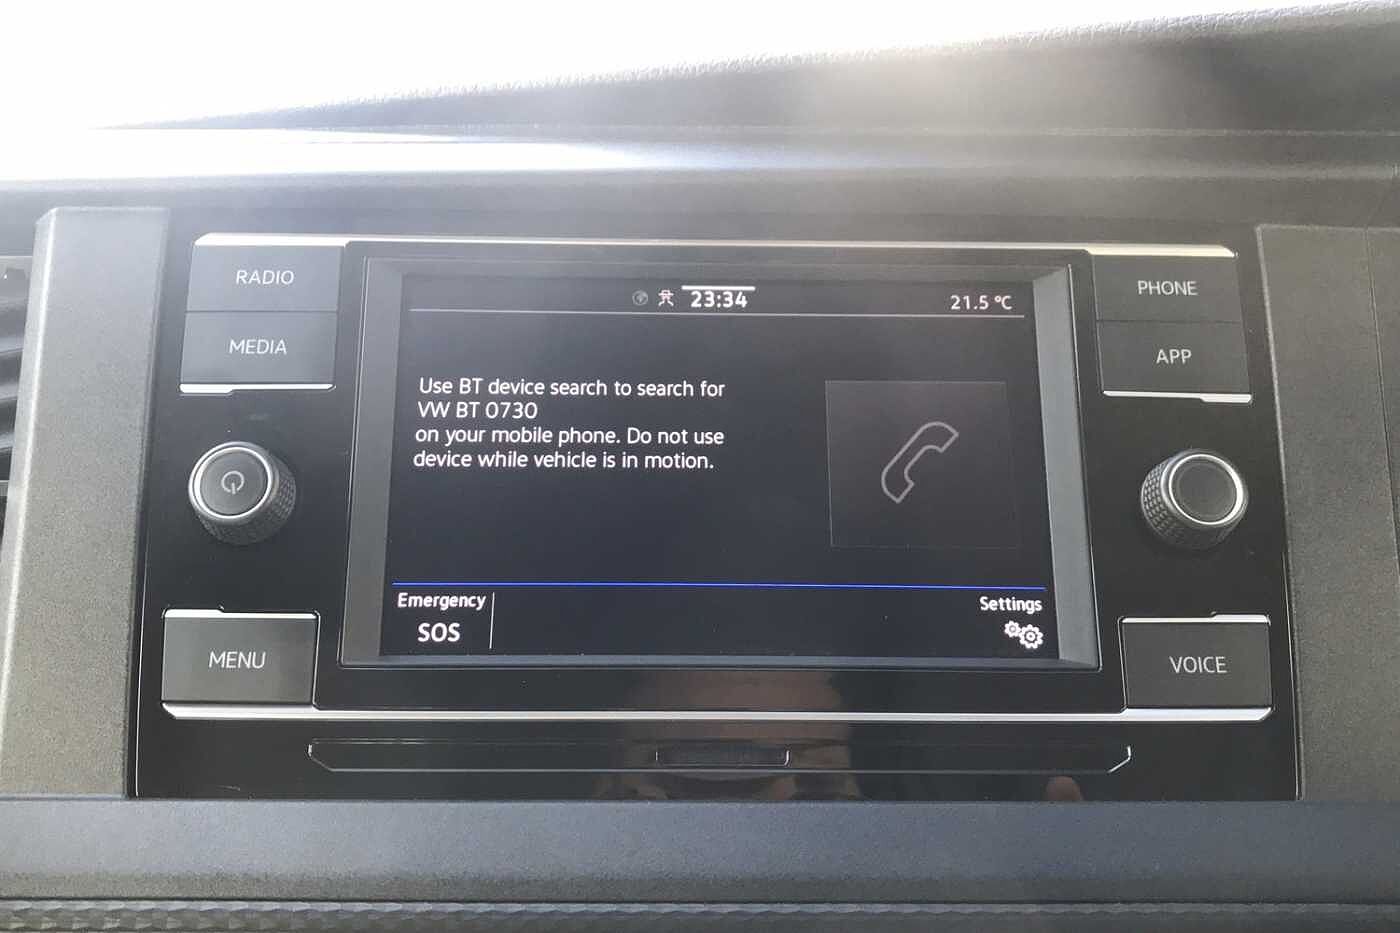 RADIO
MEDIA
MENU
23:34
21.5 °C
Use BT device search to search for
VW BT 0730
on your mobile phone. Do not use
device while vehicle is in motion.
Emergency
SOS
Settings
PHONE
APP
VOICE